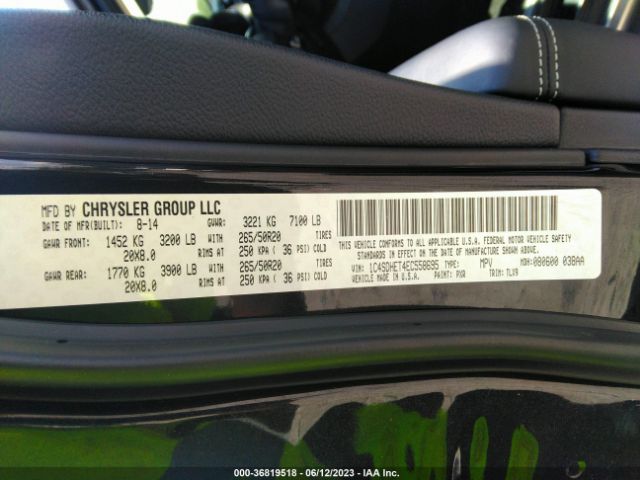 MFD BY CHRYSLER GROUP LLC
DATE OF MFR(BUILT): 8-14 GVWR: 3221 KG 7100 LB
GAWR FRONT: 1452 KG 3200 LB WITH 265/50R20 TIRES
20X8.0 RIMS AT 250 KPA ( 36 PSI) COLD
GAWR REAR: 1770 KG 3900 LB WITH 265/50R20 TIRES
20X8.0 RIMS AT 250 KPA ( 36 PSI) COLD
THIS VEHICLE CONFORMS TO ALL APPLICABLE U.S.A. FEDERAL MOTOR VEHICLE SAFETY
STANDARDS IN EFFECT ON THE DATE OF MANUFACTURE SHOWN ABOVE.
VIN: 1C4SDHET4EC558695 TYPE: MPV MDH: 080600 03BAA
VEHICLE MADE IN U.S.A. PAINT: PXR TRIM: TLX9
000-36819518 - 06/12/2023 - IAA Inc.